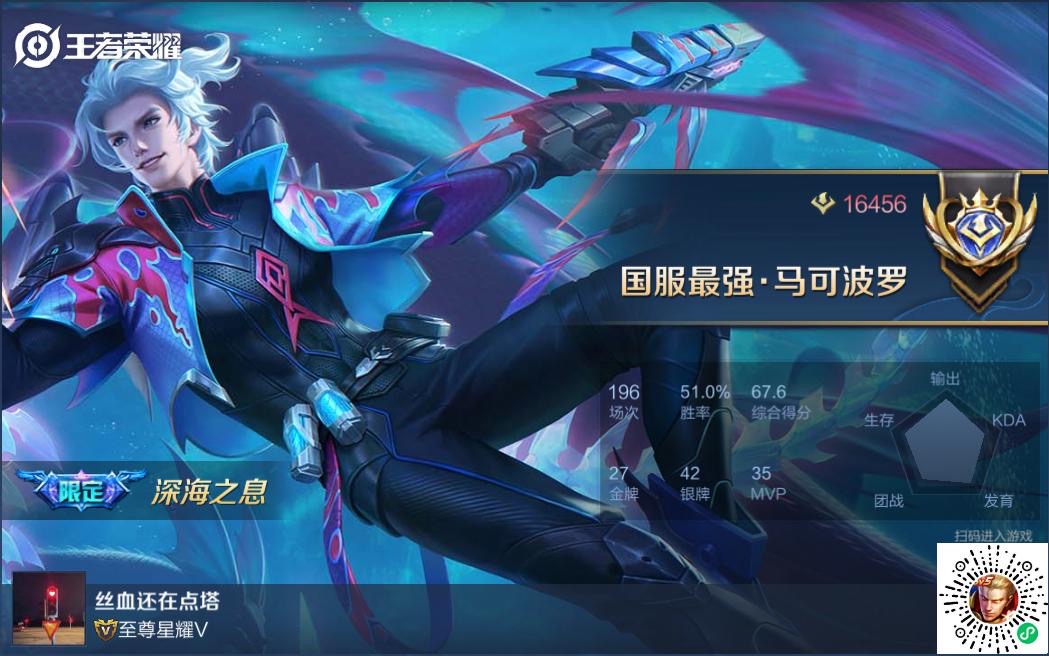 王者荣耀
16456
国服最强·马可波罗
196
场次
51.0%
胜率
67.6
综合得分
27
金牌
42
银牌
35
MVP
输出
生存
KDA
团战
发育
限定
深海之息
扫码进入游戏
丝血还在点塔
V
至尊星耀V
v5